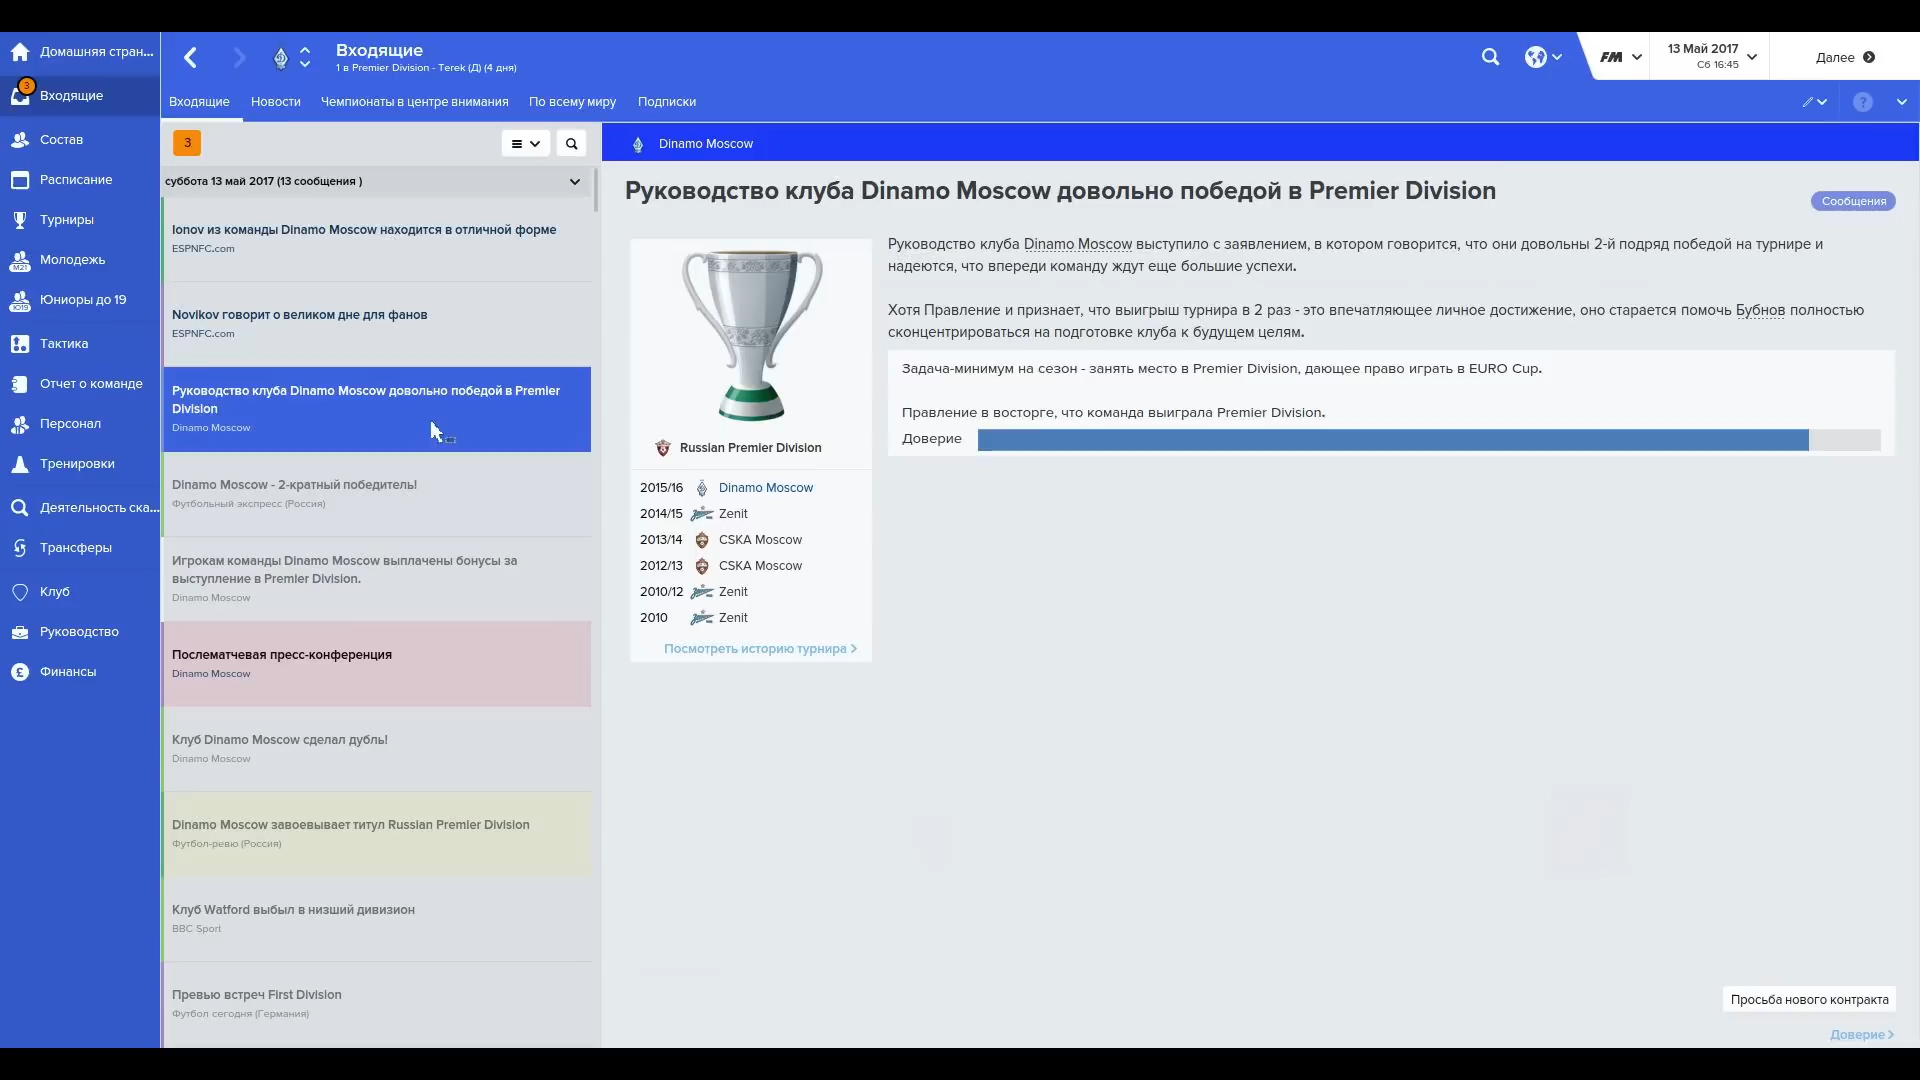 Домашняя стран...
3
Входящие
Состав
Расписание
Турниры
Молодежь
Юниоры до 19
Тактика
Отчет о команде
Персонал
Тренировки
Деятельность ска...
Трансферы
Клуб
Руководство
Финансы
Входящие
1 в Premier Division - Terek (Д) (4 дня)
FM
13 Май 2017
Сб 16:45
Далее
Входящие Новости Чемпионаты в центре внимания По всему миру Подписки
?
3
суббота 13 май 2017 (13 сообщения )
Ionov из команды Dinamo Moscow находится в отличной форме
ESPNFC.com
Novikov говорит о великом дне для фанов
ESPNFC.com
Руководство клуба Dinamo Moscow довольно победой в Premier
Division
Dinamo Moscow
Dinamo Moscow - 2-кратный победитель!
Футбольный экспресс (Россия)
Игрокам команды Dinamo Moscow выплачены бонусы за
выступление в Premier Division.
Dinamo Moscow
Послематчевая пресс-конференция
Dinamo Moscow
Клуб Dinamo Moscow сделал дубль!
Dinamo Moscow
Dinamo Moscow завоевывает титул Russian Premier Division
Футбол-ревю (Россия)
Клуб Watford выбыл в низший дивизион
BBC Sport
Превью встреч First Division
Футбол сегодня (Германия)
Dinamo Moscow
Руководство клуба Dinamo Moscow довольно победой в Premier Division
Сообщения
Russian Premier Division
2015/16 Dinamo Moscow
2014/15 Zenit
2013/14 CSKA Moscow
2012/13 CSKA Moscow
2010/12 Zenit
2010 Zenit
Посмотреть историю турнира >
Руководство клуба Dinamo Moscow выступило с заявлением, в котором говорится, что они довольны 2-й подряд победой на турнире и
надеются, что впереди команду ждут еще большие успехи.
Хотя Правление и признает, что выигрыш турнира в 2 раз - это впечатляющее личное достижение, оно старается помочь Бубнов полностью
сконцентрироваться на подготовке клуба к будущем целям.
Задача-минимум на сезон - занять место в Premier Division, дающее право играть в EURO Cup.
Правление в восторге, что команда выиграла Premier Division.
Доверие
Просьба нового контракта
Доверие >